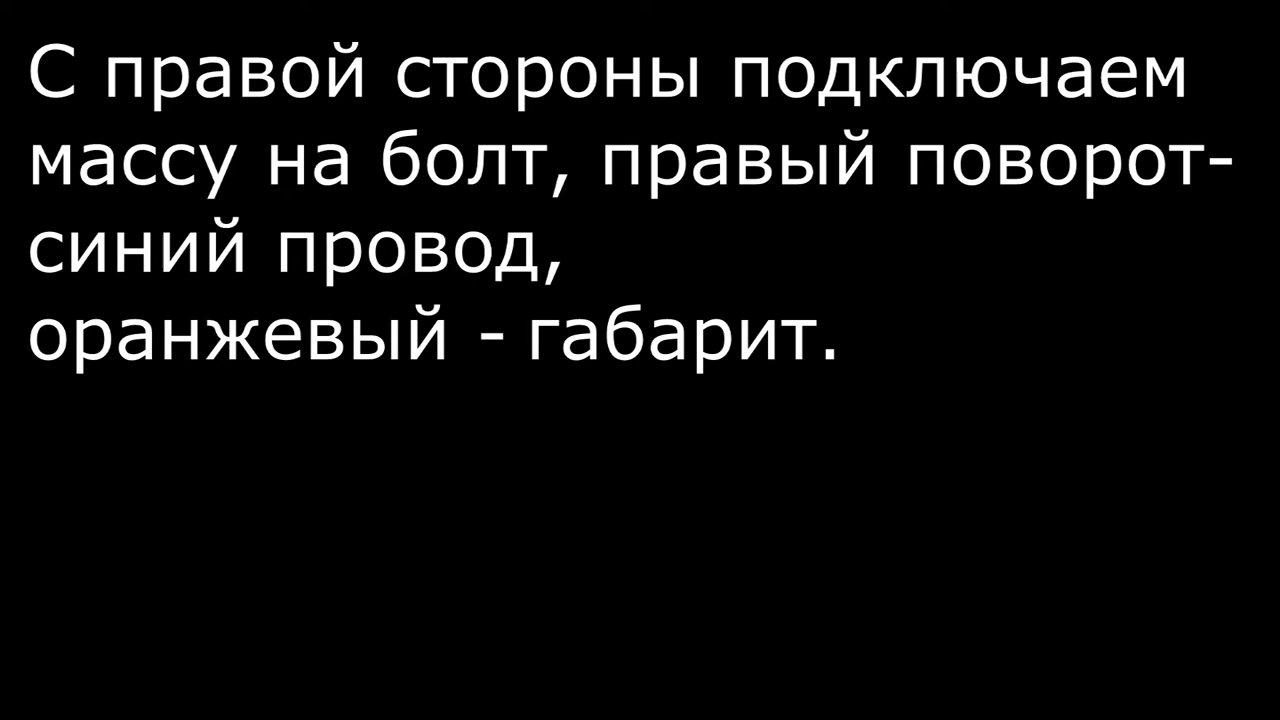 С правой стороны подключаем
массу на болт, правый поворот-
синий провод,
оранжевый - габарит.